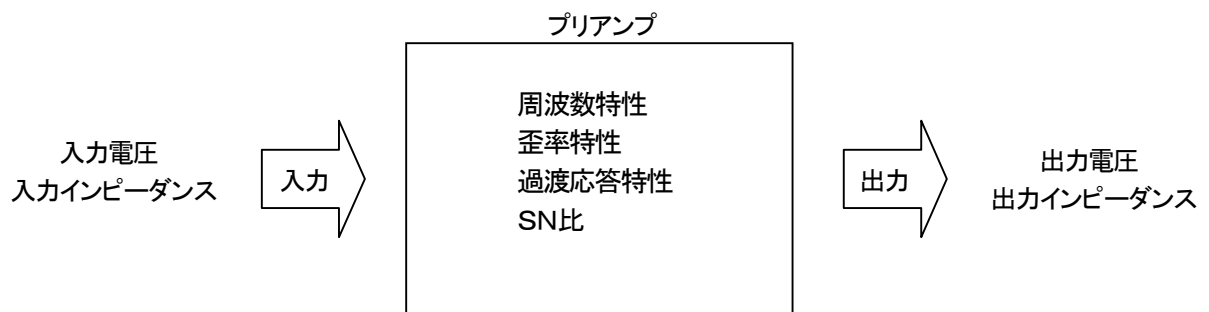 プリアンプ
周波数特性
歪率特性
過渡応答特性
SN比
入力電圧
入力インピーダンス
入力
出力
出力電圧
出力インピーダンス